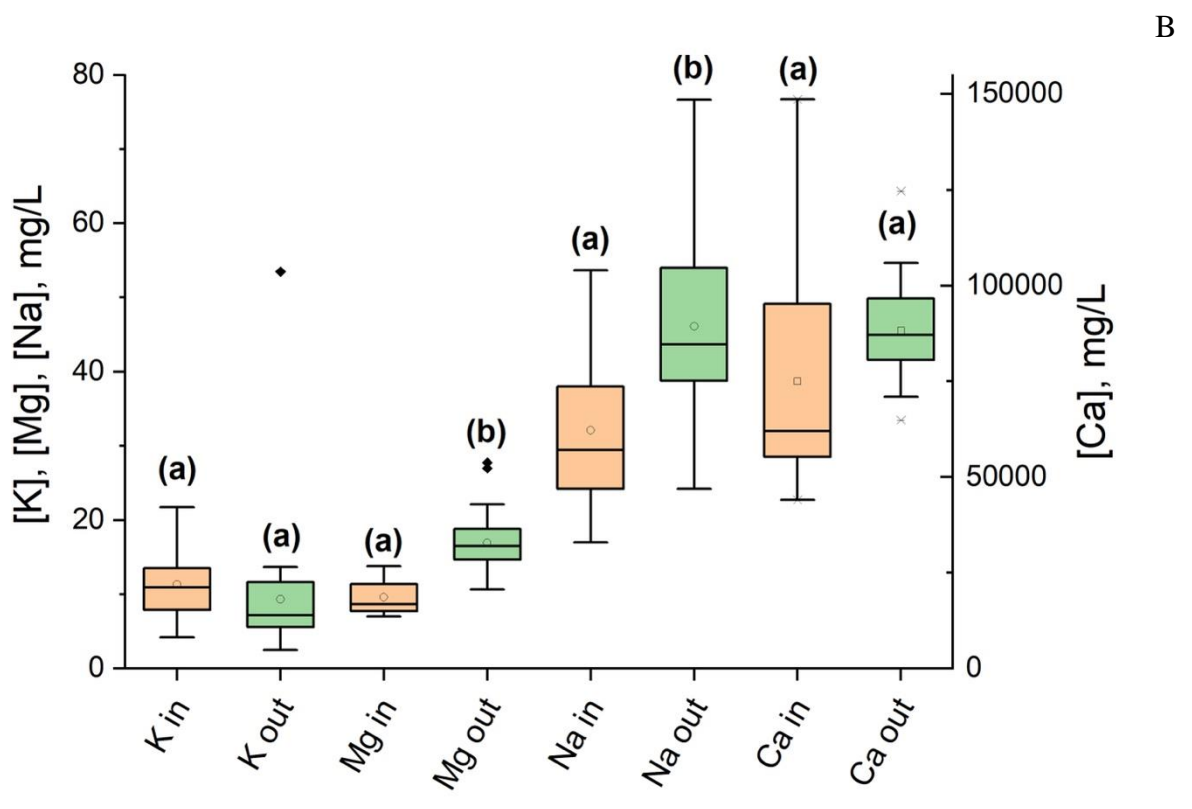 B
[K], [Mg], [Na], mg/L
80
60
40
20
0
(a)
(a)
(a)
(b)
(a)
(b)
(a)
(a)
150000
100000
50000
0
[Ca], mg/L
K in
K out
Mg in
Mg out
Na in
Na out
Ca in
Ca out